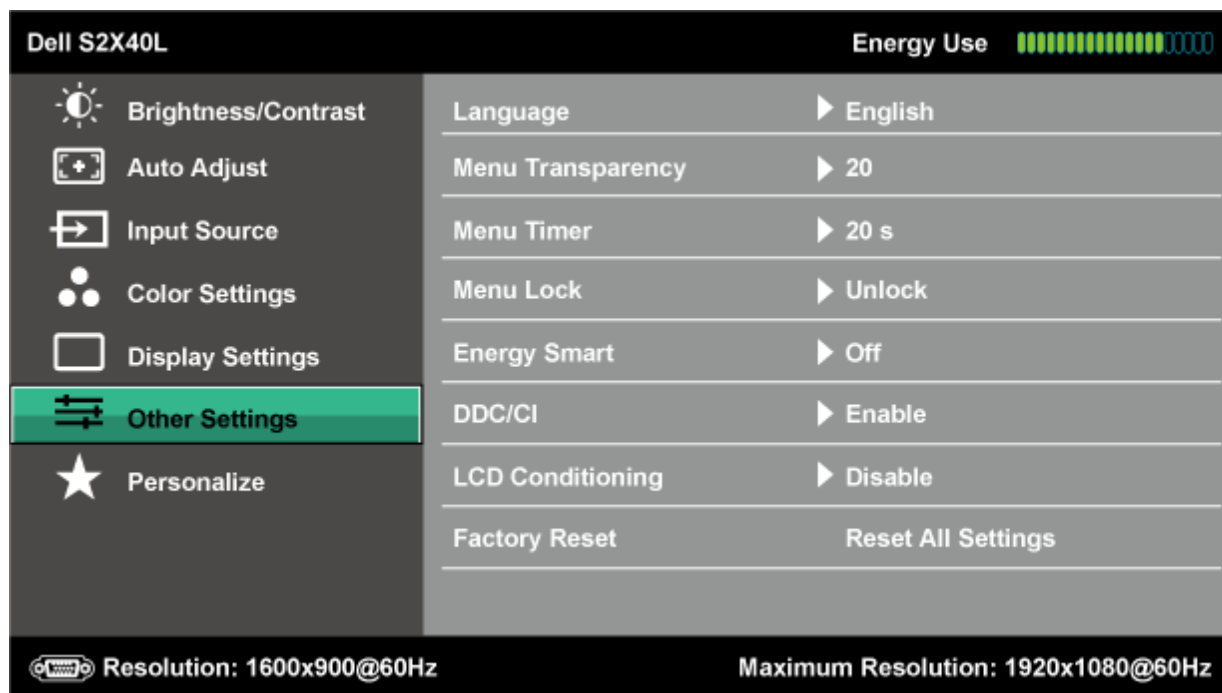 Dell S2X40L Energy Use
Brightness/Contrast
Auto Adjust
Input Source
Color Settings
Display Settings
Other Settings
Personalize
Language English
Menu Transparency 20
Menu Timer 20 s
Menu Lock Unlock
Energy Smart Off
DDC/CI Enable
LCD Conditioning Disable
Factory Reset Reset All Settings
Resolution: 1600x900@60Hz Maximum Resolution: 1920x1080@60Hz